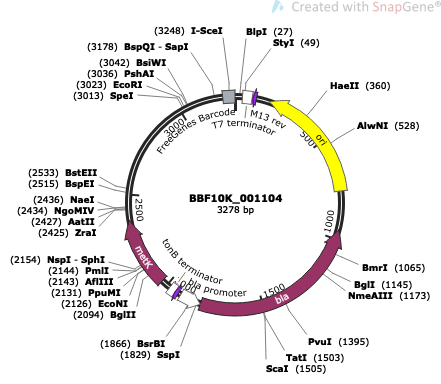 Created with SnapGene®
(3248) I-SceI
BlpI (27)
StyI (49)
(3178) BspQI - SapI
(3042) BsiWI
(3036) PshAI
(3023) EcoRI
(3013) SpeI
HaeII (360)
AlwNI (528)
FreeGenes Barcode
T7 terminator
M13 rev
ori
3000
500
(2533) BstEII
(2515) BspEI
(2436) NaeI
(2434) NgoMIV
(2427) AatII
(2425) ZraI
BBF10K_001104
3278 bp
2500
1000
(2154) NspI - SphI
(2144) PmlI
(2143) AflIII
(2131) PpuMI
(2126) EcoNI
(2094) BglII
metK
tonB terminator
bla promoter
1500
bla
BmrI (1065)
BglI (1145)
NmeAIII (1173)
(1866) BsrBI
(1829) SspI
PvuI (1395)
TatI (1503)
ScaI (1505)